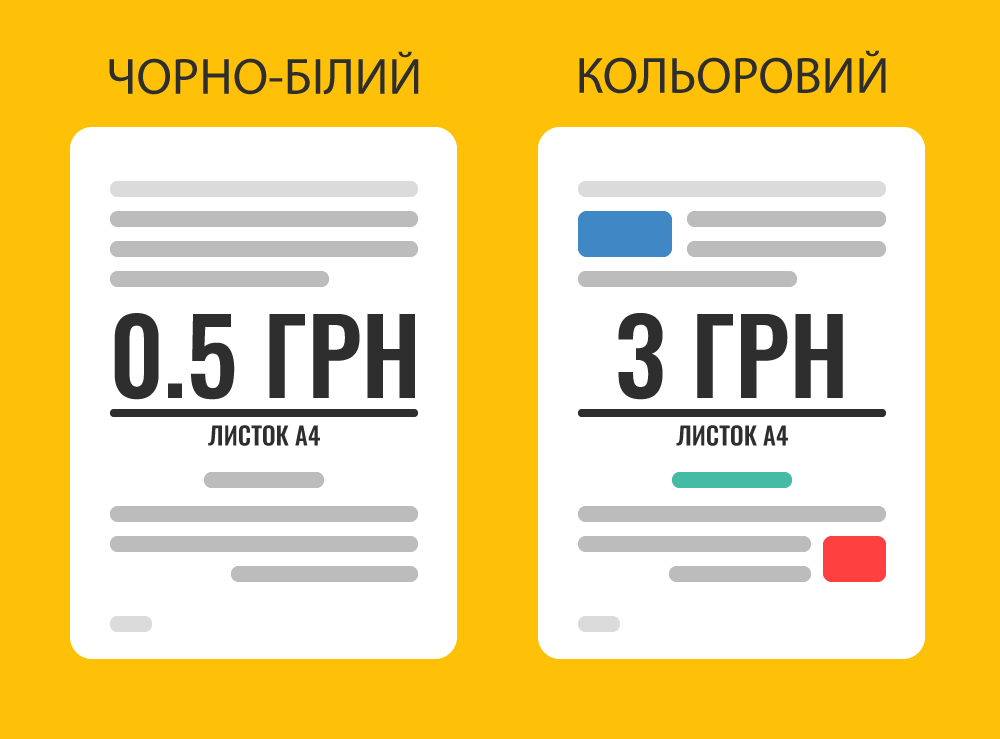 ЧОРНО-БІЛИЙ
0.5 ГРН
ЛИСТОК А4
КОЛЬОРОВИЙ
3 ГРН
ЛИСТОК А4